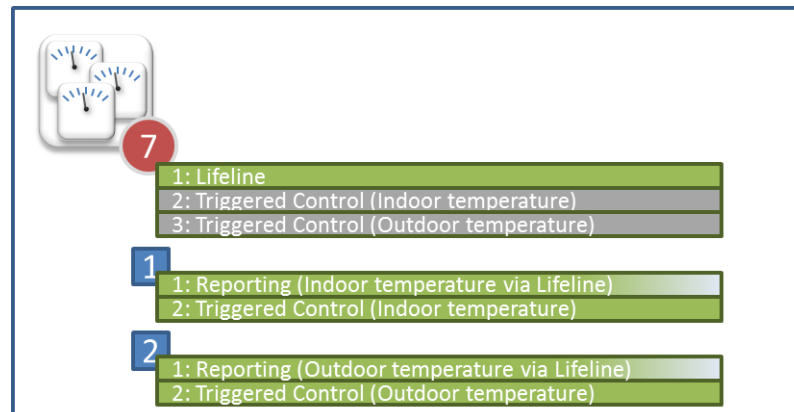 7
1: Lifeline
2: Triggered Control (Indoor temperature)
3: Triggered Control (Outdoor temperature)
1
1: Reporting (Indoor temperature via Lifeline)
2: Triggered Control (Indoor temperature)
2
1: Reporting (Outdoor temperature via Lifeline)
2: Triggered Control (Outdoor temperature)